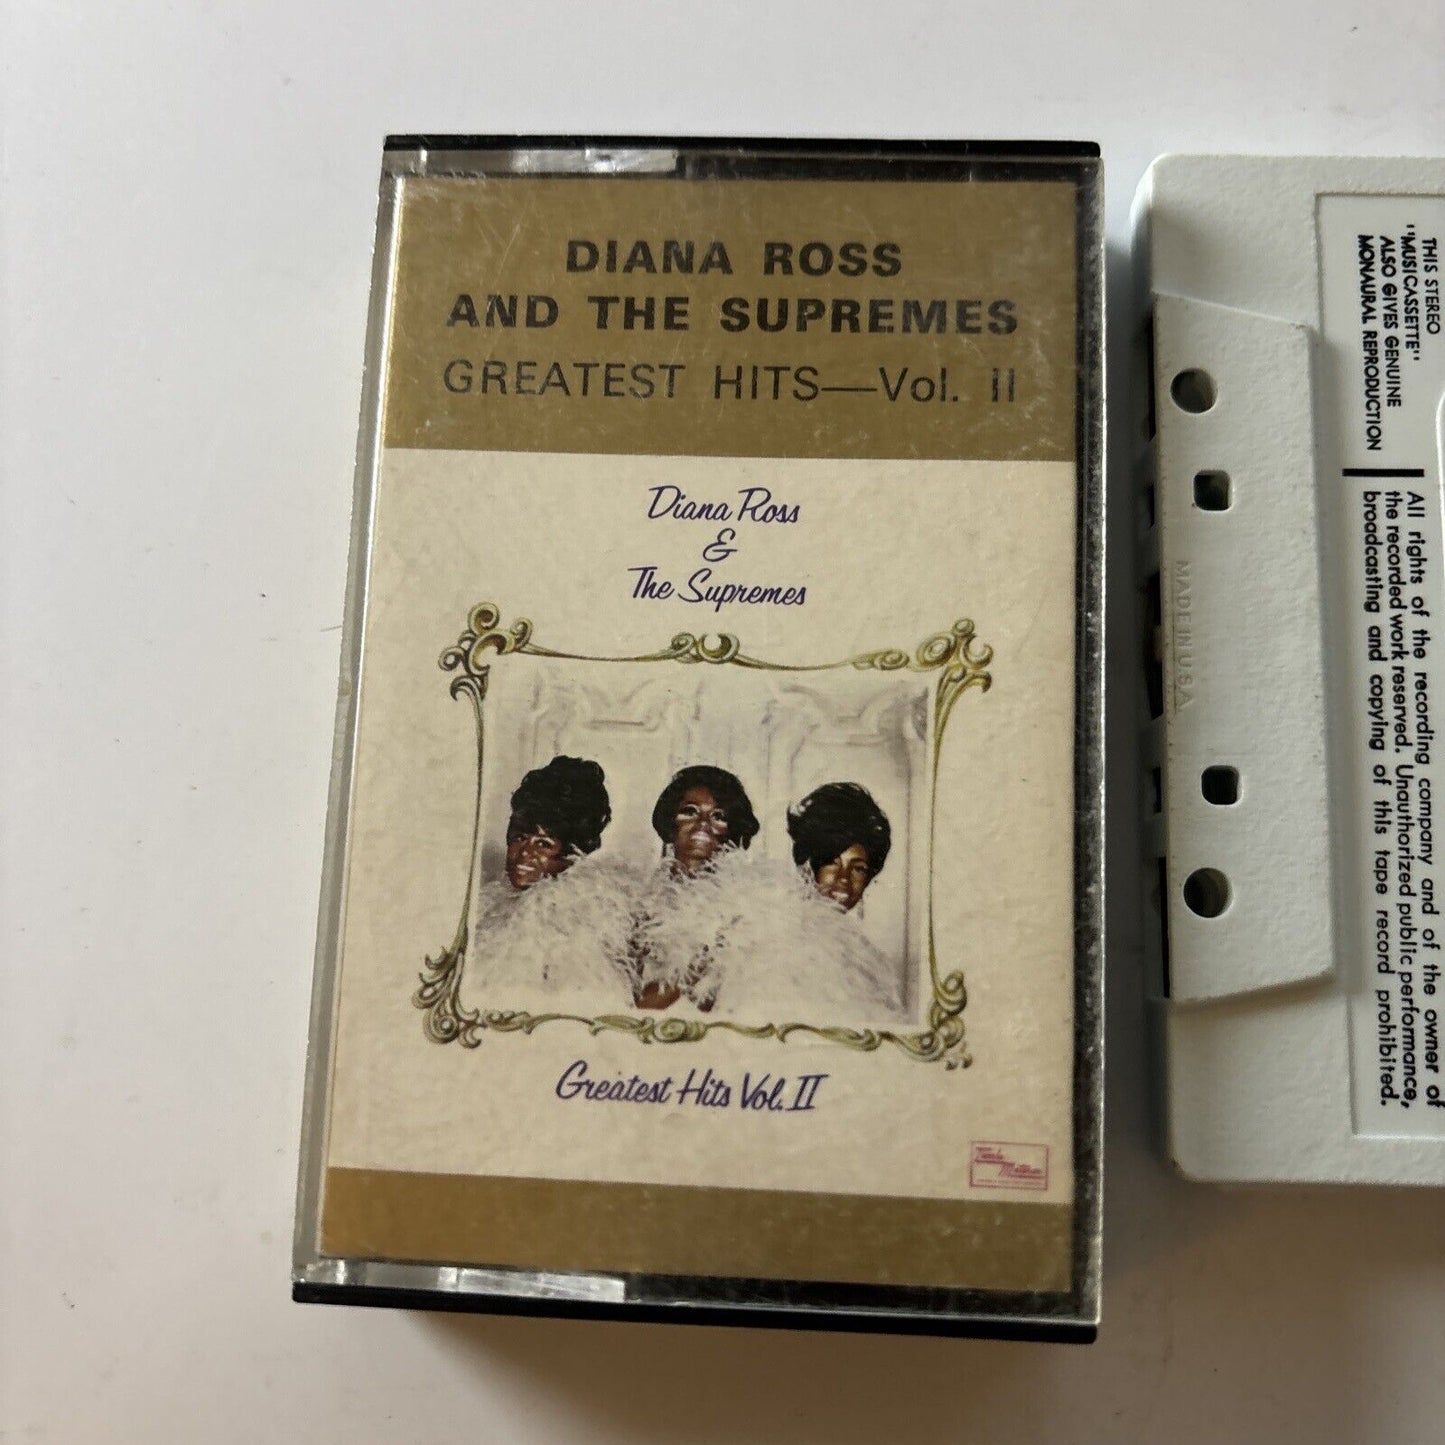 DIANA ROSS
AND THE SUPREMES
GREATEST HITS—Vol. II
Diana Ross
&
The Supremes
Greatest Hits Vol. II
Tamla
Motown
MADE IN U.S.A
THIS STEREO
"MUSICASSETTE"
ALSO GIVES GENUINE
MONAURAL REPRODUCTION
All rights of the recording company and of the owner of
the recorded work reserved. Unauthorized public performance,
broadcasting and copying of this tape record prohibited.